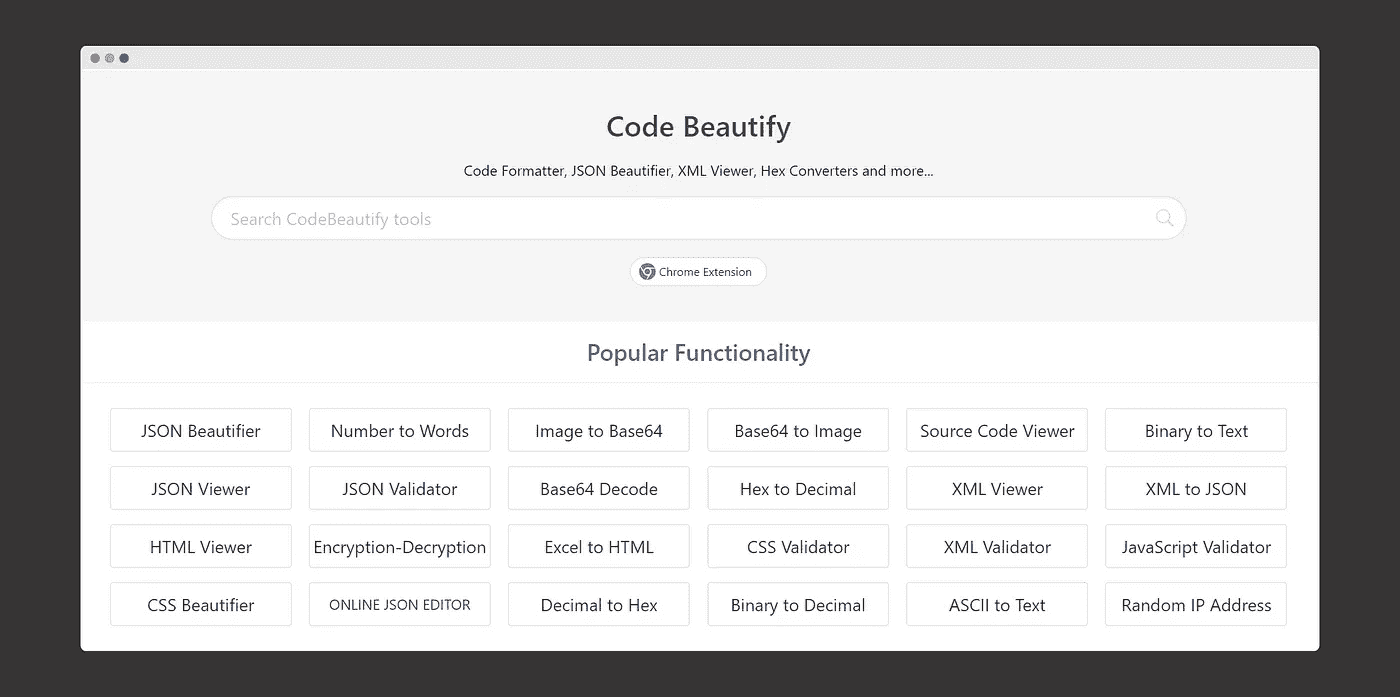 Code Beautify
Code Formatter, JSON Beautifier, XML Viewer, Hex Converters and more...
Search CodeBeautify tools
Chrome Extension
Popular Functionality
JSON Beautifier Number to Words Image to Base64 Base64 to Image Source Code Viewer Binary to Text
JSON Viewer JSON Validator Base64 Decode Hex to Decimal XML Viewer XML to JSON
HTML Viewer Encryption-Decryption Excel to HTML CSS Validator XML Validator JavaScript Validator
CSS Beautifier ONLINE JSON EDITOR Decimal to Hex Binary to Decimal ASCII to Text Random IP Address